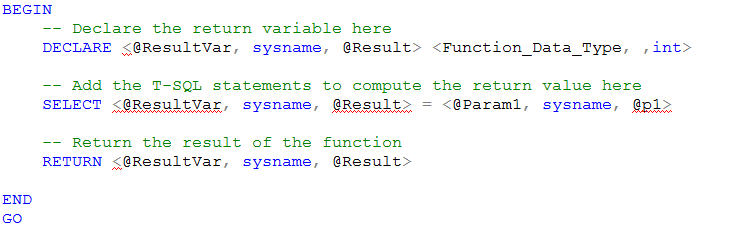 BEGIN
-- Declare the return variable here
DECLARE <@ResultVar, sysname, @Result> <Function_Data_Type, ,int>
-- Add the T-SQL statements to compute the return value here
SELECT <@ResultVar, sysname, @Result> = <@Param1, sysname, @p1>
-- Return the result of the function
RETURN <@ResultVar, sysname, @Result>
END
GO